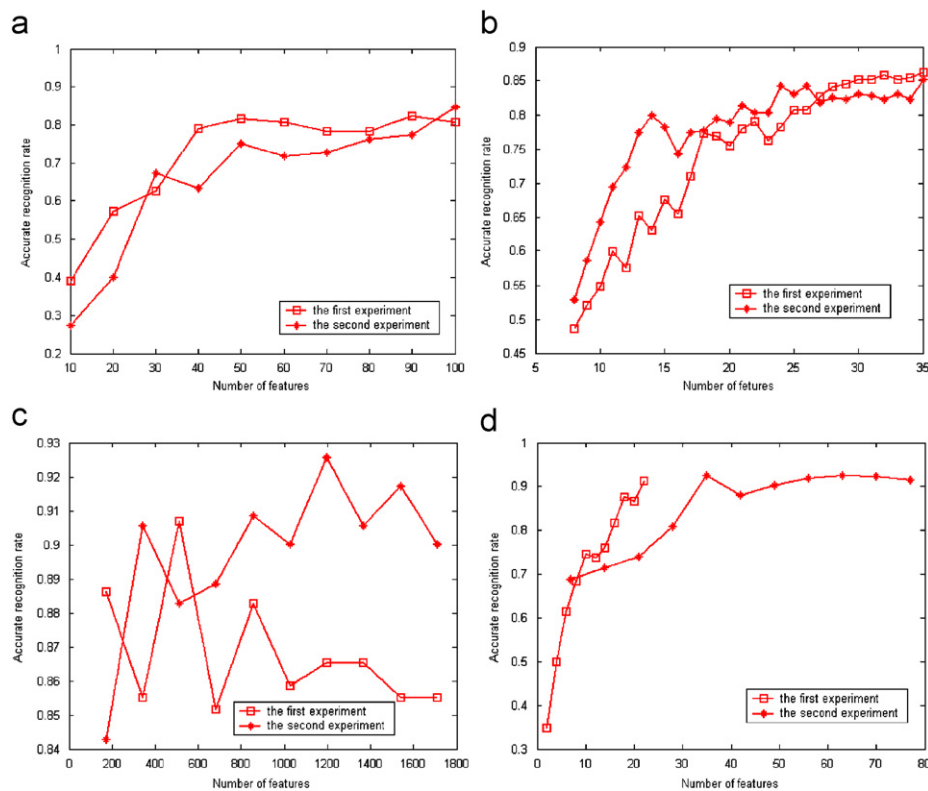 a
1
0.9
0.8
0.7
0.6
0.5
0.4
0.3
0.2
Accurate recognition rate
10 20 30 40 50 60 70 80 90 100
Number of features
the first experiment
the second experiment
b
0.9
0.85
0.8
0.75
0.7
0.65
0.6
0.55
0.5
0.45
Accurate recognition rate
5 10 15 20 25 30 35
Number of fetures
the first experiment
the second experiment
c
0.93
0.92
0.91
0.9
0.89
0.88
0.87
0.86
0.85
0.84
Accurate recognition rate
0 200 400 600 800 1000 1200 1400 1600 1800
Number of features
the first experiment
the second experiment
d
1
0.9
0.8
0.7
0.6
0.5
0.4
0.3
Accurate recognition rate
0 10 20 30 40 50 60 70 80
Number of features
the first experiment
the second experiment